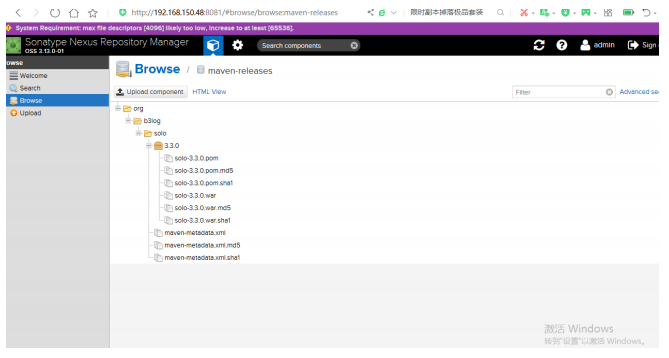 http://192.168.150.48:8081/#browse/browse:maven-releases
限时副本掉落极品套装
System Requirement: max file descriptors [4096] likely too low, increase to at least [65536].
Sonatype Nexus Repository Manager
OSS 3.13.0-01
Search components
admin
Sign
owse
Browse / maven-releases
Welcome
Search
Browse
Upload
Upload component
HTML View
Filter
Advanced sea
org
b3log
solo
3.3.0
solo-3.3.0.pom
solo-3.3.0.pom.md5
solo-3.3.0.pom.sha1
solo-3.3.0.war
solo-3.3.0.war.md5
solo-3.3.0.war.sha1
maven-metadata.xml
maven-metadata.xml.md5
maven-metadata.xml.sha1
激活 Windows
转到"设置"以激活 Windows。